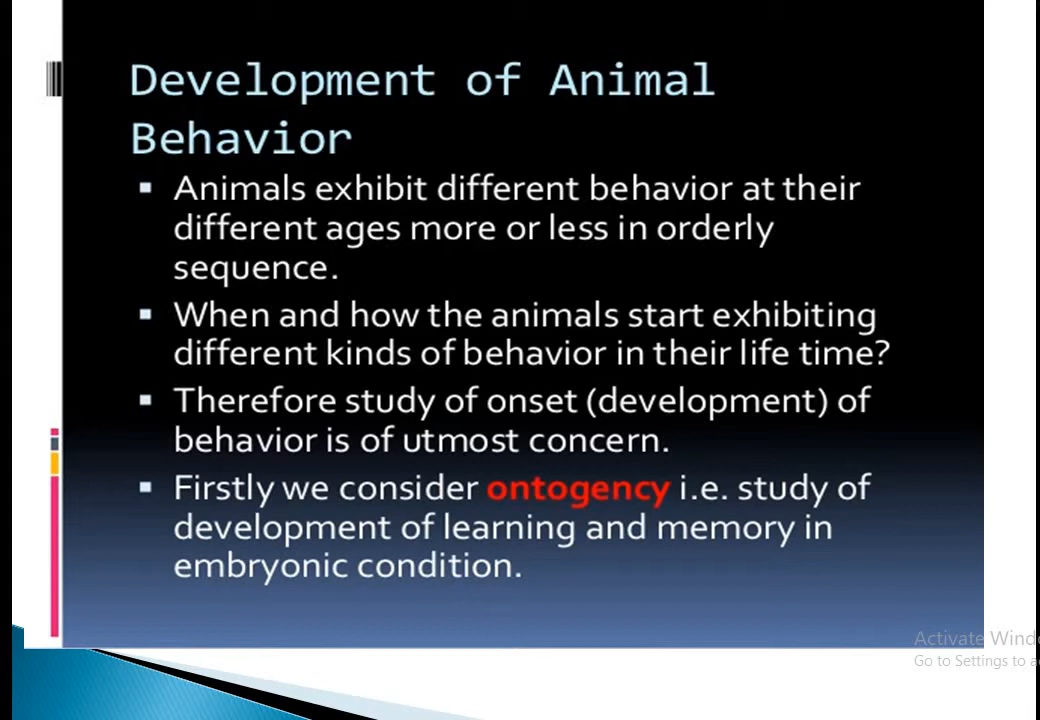 Development of Animal
Behavior
▪ Animals exhibit different behavior at their
different ages more or less in orderly
sequence.
▪ When and how the animals start exhibiting
different kinds of behavior in their life time?
▪ Therefore study of onset (development) of
behavior is of utmost concern.
▪ Firstly we consider ontogency i.e. study of
development of learning and memory in
embryonic condition.
Activate Wind
Go to Settings to a